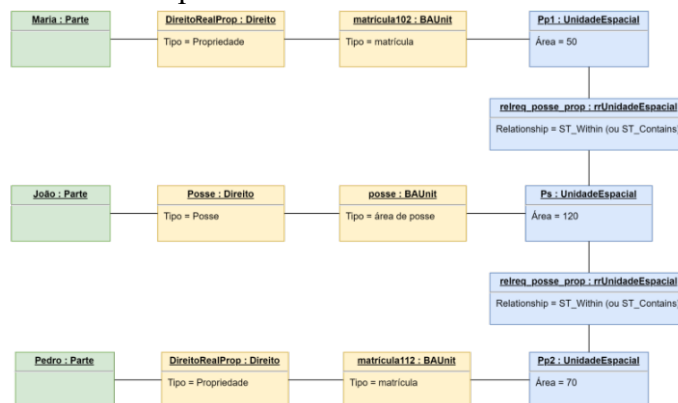 Maria : Parte
DireitoRealProp : Direito
Tipo = Propriedade
matricula102 : BAUnit
Tipo = matrícula
Pp1 : UnidadeEspacial
Área = 50
relreq_posse_prop : rrUnidadeEspacial
Relationship = ST_Within (ou ST_Contains)
João : Parte
Posse : Direito
Tipo = Posse
posse : BAUnit
Tipo = área de posse
Ps : UnidadeEspacial
Área = 120
relreq_posse_prop : rrUnidadeEspacial
Relationship = ST_Within (ou ST_Contains)
Pedro : Parte
DireitoRealProp : Direito
Tipo = Propriedade
matricula112 : BAUnit
Tipo = matrícula
Pp2 : UnidadeEspacial
Área = 70